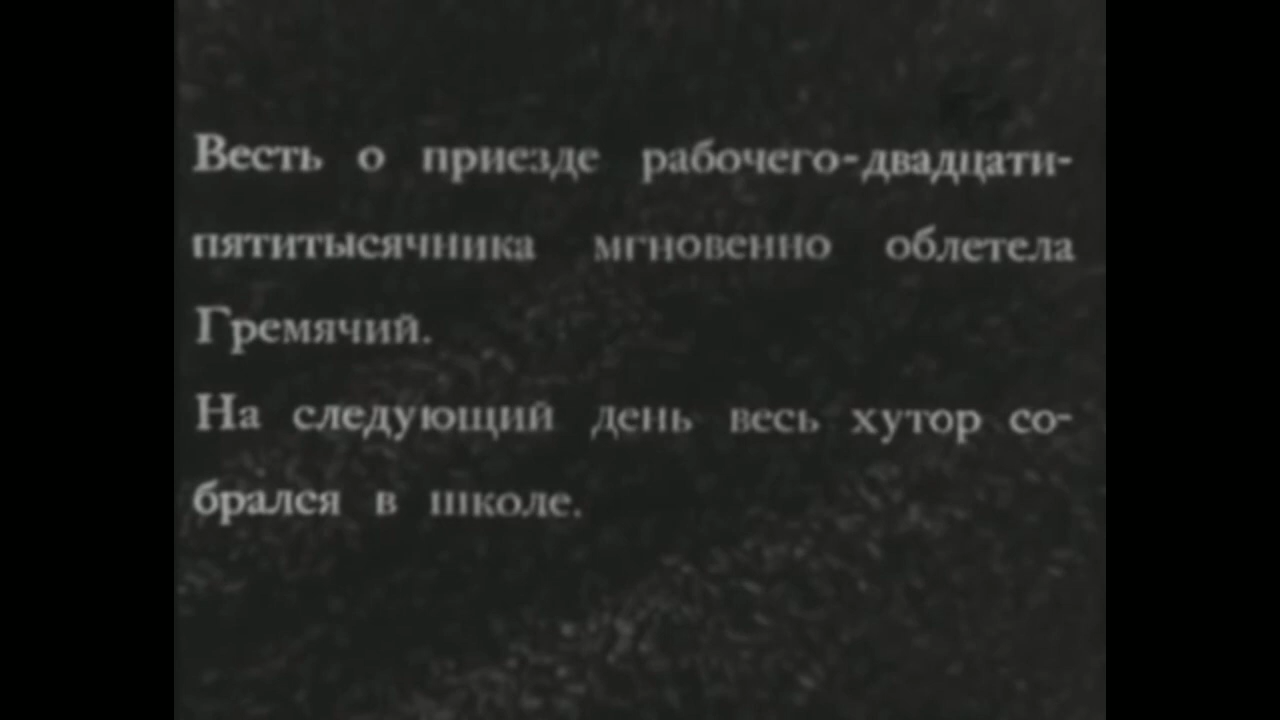 Весть о приезде рабочего-двадцати-
пятитысячника мгновенно облетела
Гремячий.
На следующий день весь хутор со-
брался в школе.